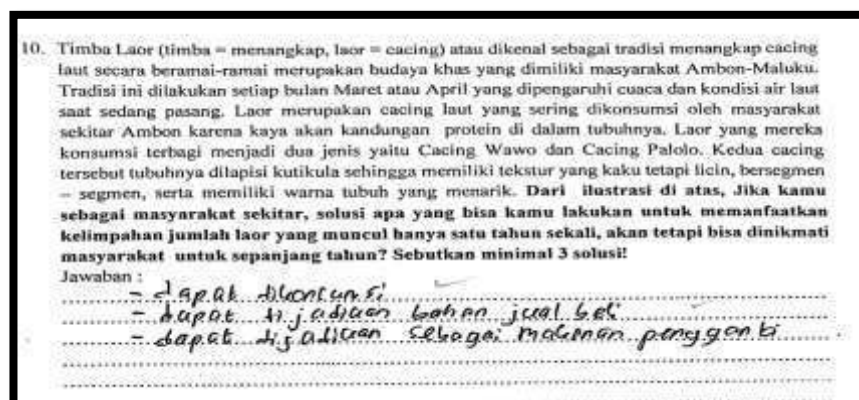 10. Timba Laor (timba = menangkap, laor = cacing) atau dikenal sebagai tradisi menangkap cacing
laut secara beramai-ramai merupakan budaya khas yang dimiliki masyarakat Ambon-Maluku.
Tradisi ini dilakukan setiap bulan Maret atau April yang dipengaruhi cuaca dan kondisi air laut
saat sedang pasang. Laor merupakan cacing laut yang sering dikonsumsi oleh masyarakat
sekitar Ambon karena kaya akan kandungan protein di dalam tubuhnya. Laor yang mereka
konsumsi terbagi menjadi dua jenis yaitu Cacing Wawo dan Cacing Palolo. Kedua cacing
tersebut tubuhnya dilapisi kutikula sehingga memiliki tekstur yang kaku tetapi licin, bersegmen
– segmen, serta memiliki warna tubuh yang menarik. Dari ilustrasi di atas, Jika kamu
sebagai masyarakat sekitar, solusi apa yang bisa kamu lakukan untuk memanfaatkan
kelimpahan jumlah laor yang muncul hanya satu tahun sekali, akan tetapi bisa dinikmati
masyarakat untuk sepanjang tahun? Sebutkan minimal 3 solusi!
Jawaban :
- dapat dikonsumsi
- dapat di jadikan bahan jual beli
- dapat dijadikan sebagai makanan pengganti